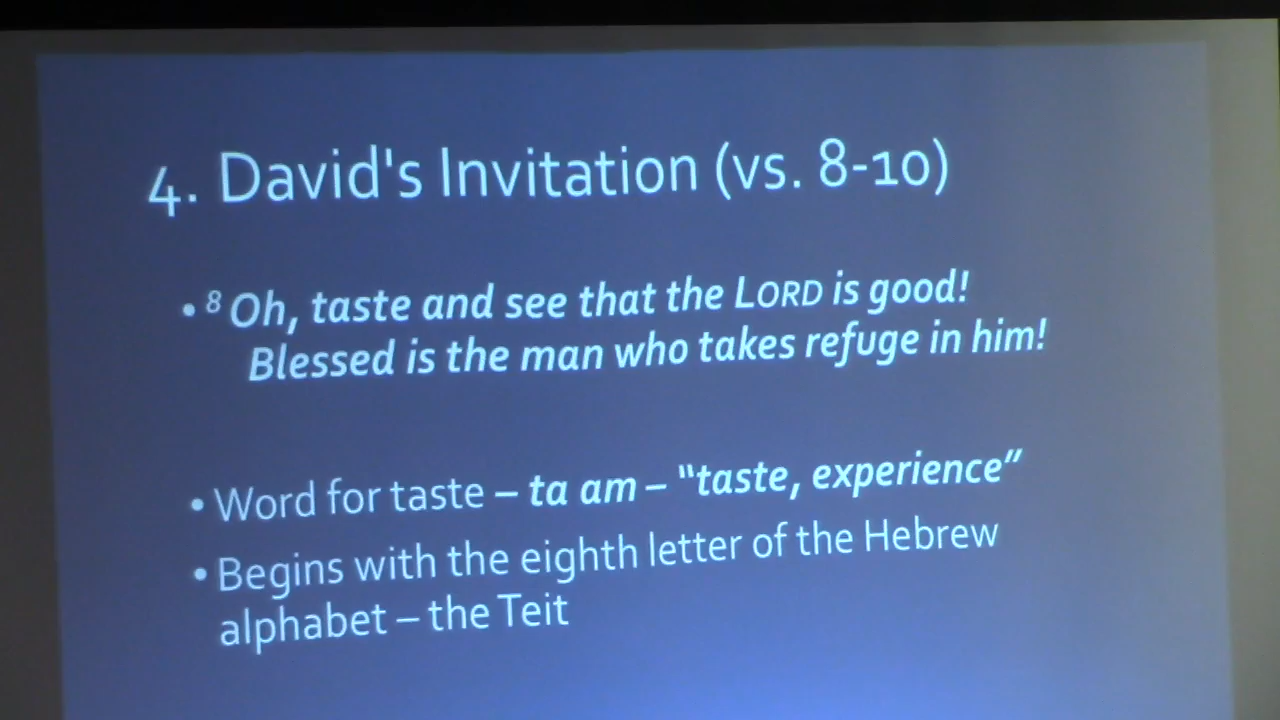 4. David's Invitation (vs. 8-10)
• 8 Oh, taste and see that the LORD is good!
Blessed is the man who takes refuge in him!
• Word for taste – ta am – “taste, experience”
• Begins with the eighth letter of the Hebrew
alphabet – the Teit